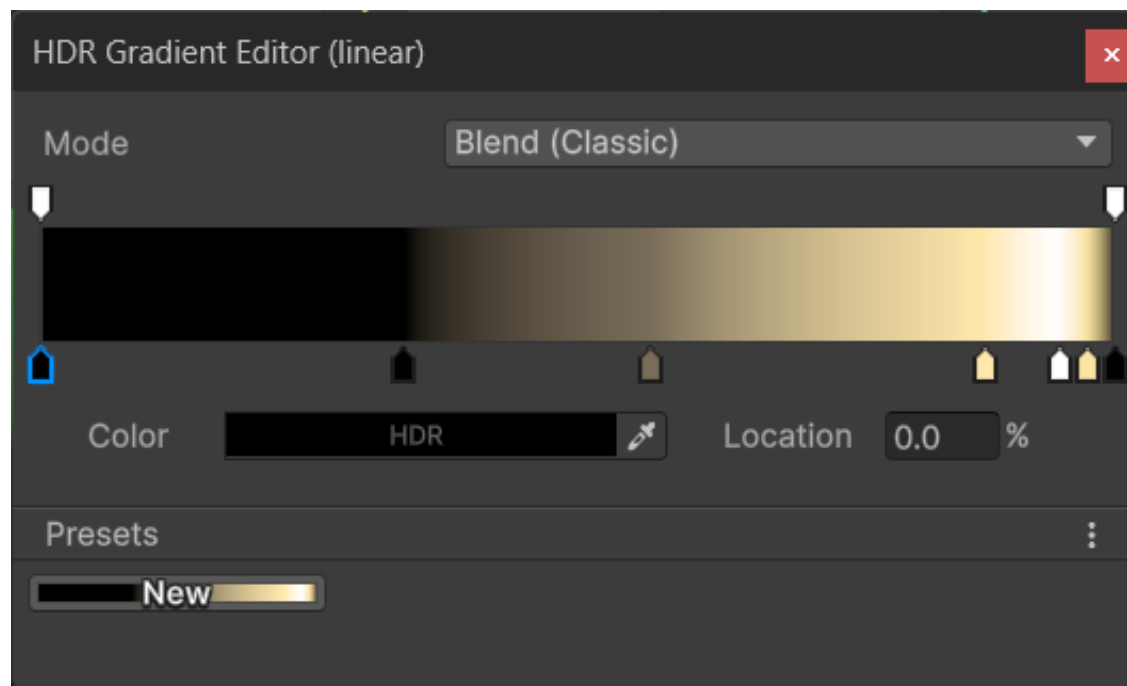 HDR Gradient Editor (linear)
Mode
Blend (Classic)
Color
HDR
Location
0.0
%
Presets
New